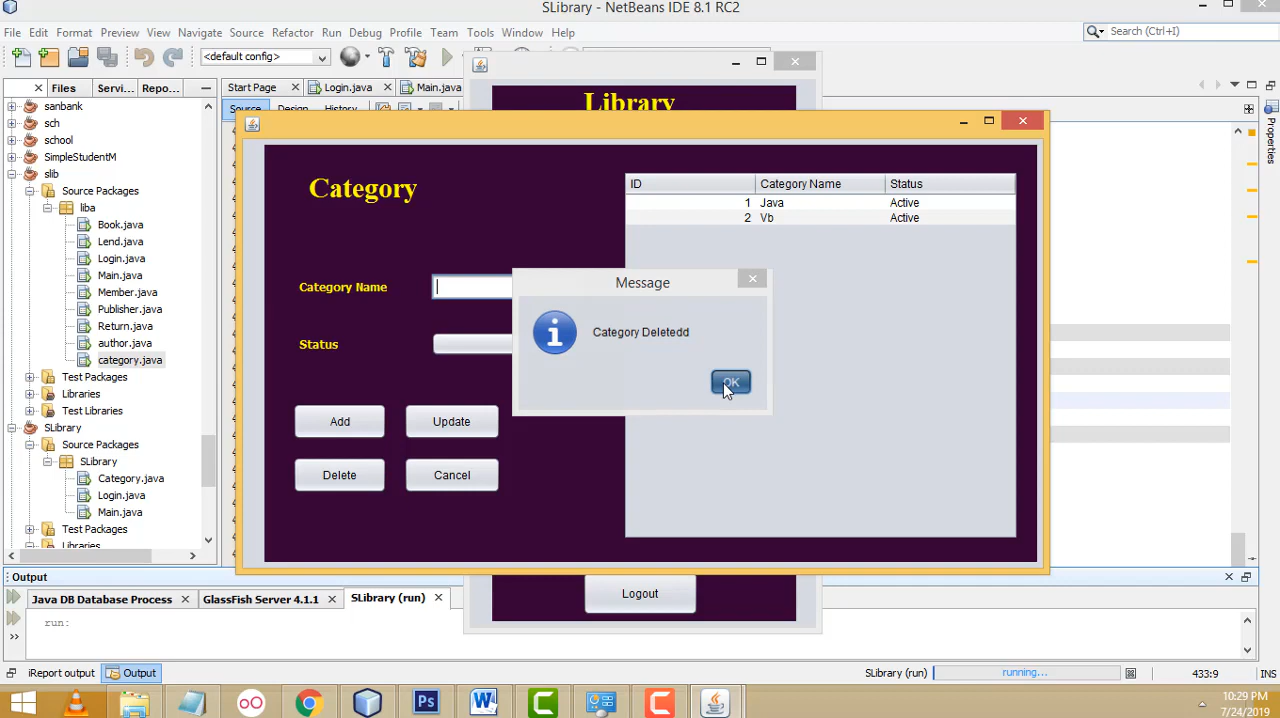 SLibrary - NetBeans IDE 8.1 RC2
File Edit Format Preview View Navigate Source Refactor Run Debug Profile Team Tools Window Help
Search (Ctrl+I)
<default config>
Files Servi... Repo...
Start Page Login.java Main.java
Source Design History
Properties
sanbank
sch
school
SimpleStudentM
slib
Source Packages
liba
Book.java
Lend.java
Login.java
Main.java
Member.java
Publisher.java
Return.java
author.java
category.java
Test Packages
Libraries
Test Libraries
SLibrary
Source Packages
SLibrary
Category.java
Login.java
Main.java
Test Packages
Libraries
Library
Category
Category Name
Status
Add Update
Delete Cancel
ID Category Name Status
1 Java Active
2 Vb Active
Message
Category Deletedd
OK
Logout
Output
Java DB Database Process GlassFish Server 4.1.1 SLibrary (run)
run:
iReport output Output
SLibrary (run) running... 433:9 INS
Ps
10:29 PM
7/24/2019